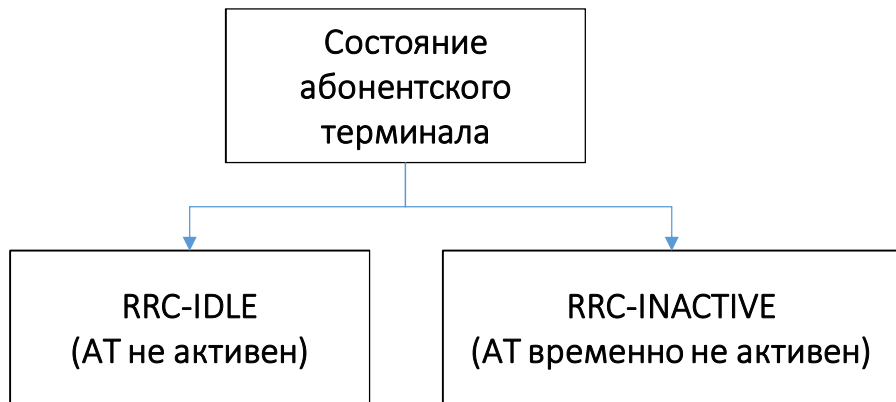 Состояние
абонентского
терминала
RRC-IDLE
(АТ не активен)
RRC-INACTIVE
(АТ временно не активен)